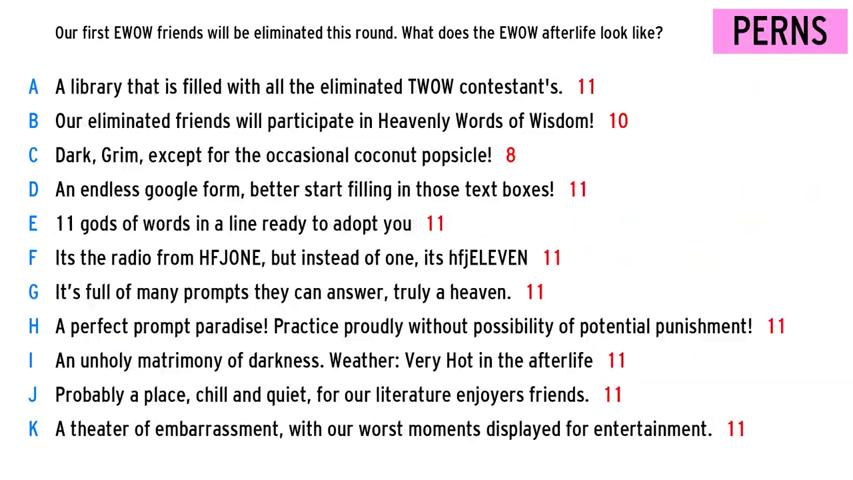 Our first EWOW friends will be eliminated this round. What does the EWOW afterlife look like?
PERNS
A A library that is filled with all the eliminated TWOW contestant's. 11
B Our eliminated friends will participate in Heavenly Words of Wisdom! 10
C Dark, Grim, except for the occasional coconut popsicle! 8
D An endless google form, better start filling in those text boxes! 11
E 11 gods of words in a line ready to adopt you 11
F Its the radio from HFJONE, but instead of one, its hfjELEVEN 11
G It's full of many prompts they can answer, truly a heaven. 11
H A perfect prompt paradise! Practice proudly without possibility of potential punishment! 11
I An unholy matrimony of darkness. Weather: Very Hot in the afterlife 11
J Probably a place, chill and quiet, for our literature enjoyers friends. 11
K A theater of embarrassment, with our worst moments displayed for entertainment. 11